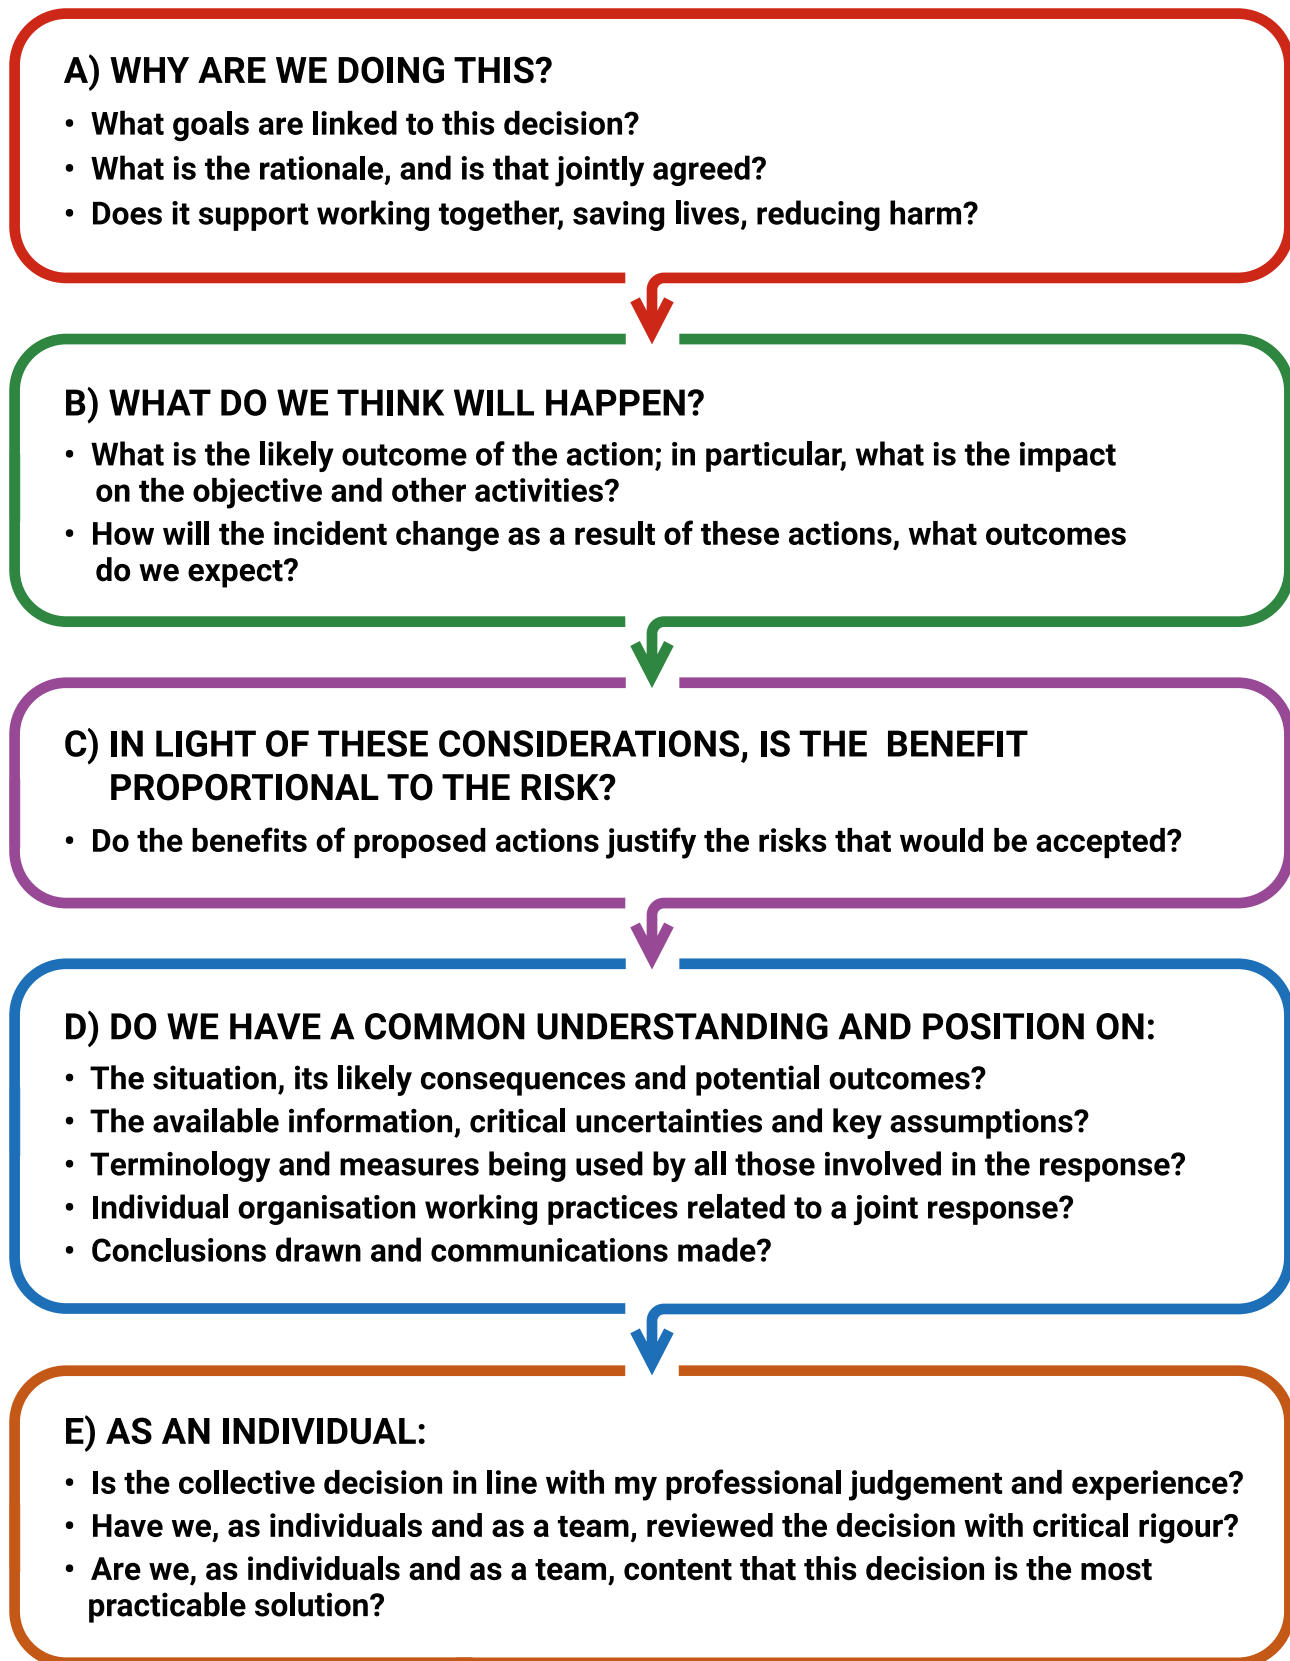 A) WHY ARE WE DOING THIS?
• What goals are linked to this decision?
• What is the rationale, and is that jointly agreed?
• Does it support working together, saving lives, reducing harm?
B) WHAT DO WE THINK WILL HAPPEN?
• What is the likely outcome of the action; in particular, what is the impact
on the objective and other activities?
• How will the incident change as a result of these actions, what outcomes
do we expect?
C) IN LIGHT OF THESE CONSIDERATIONS, IS THE BENEFIT
PROPORTIONAL TO THE RISK?
• Do the benefits of proposed actions justify the risks that would be accepted?
D) DO WE HAVE A COMMON UNDERSTANDING AND POSITION ON:
• The situation, its likely consequences and potential outcomes?
• The available information, critical uncertainties and key assumptions?
• Terminology and measures being used by all those involved in the response?
• Individual organisation working practices related to a joint response?
• Conclusions drawn and communications made?
E) AS AN INDIVIDUAL:
• Is the collective decision in line with my professional judgement and experience?
• Have we, as individuals and as a team, reviewed the decision with critical rigour?
• Are we, as individuals and as a team, content that this decision is the most
practicable solution?